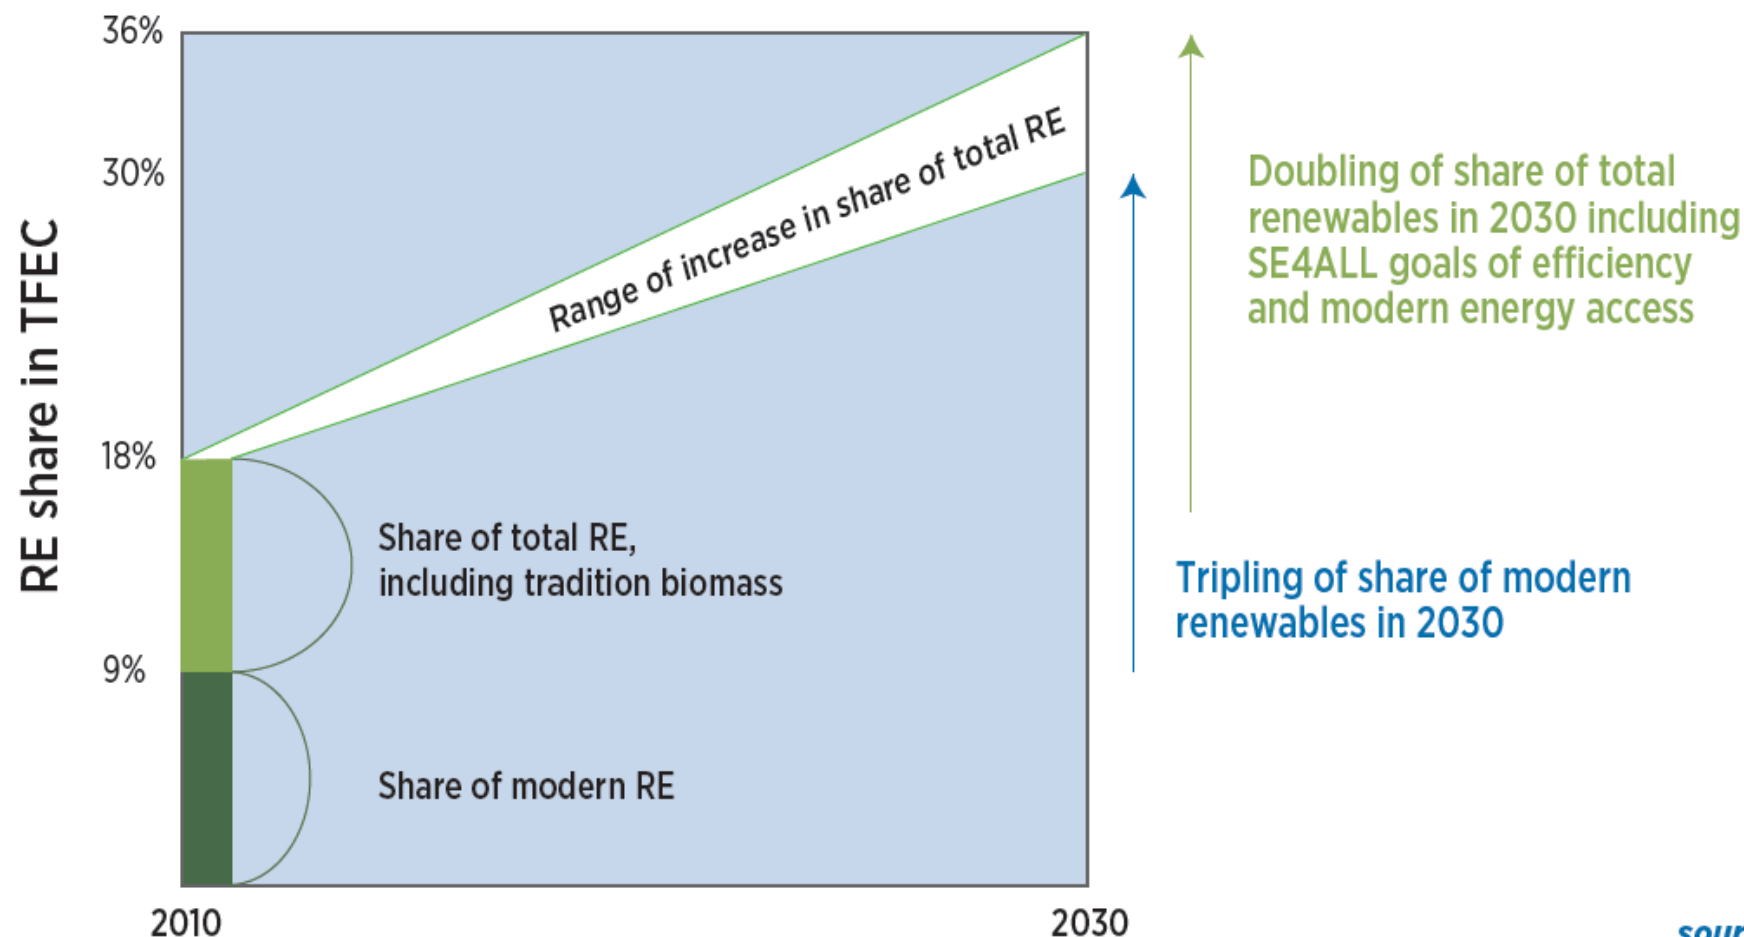 36%
30%
18%
9%
RE share in TFEC
Range of increase in share of total RE
Share of total RE,
including tradition biomass
Share of modern RE
2010
2030
Doubling of share of total
renewables in 2030 including
SE4ALL goals of efficiency
and modern energy access
Tripling of share of modern
renewables in 2030